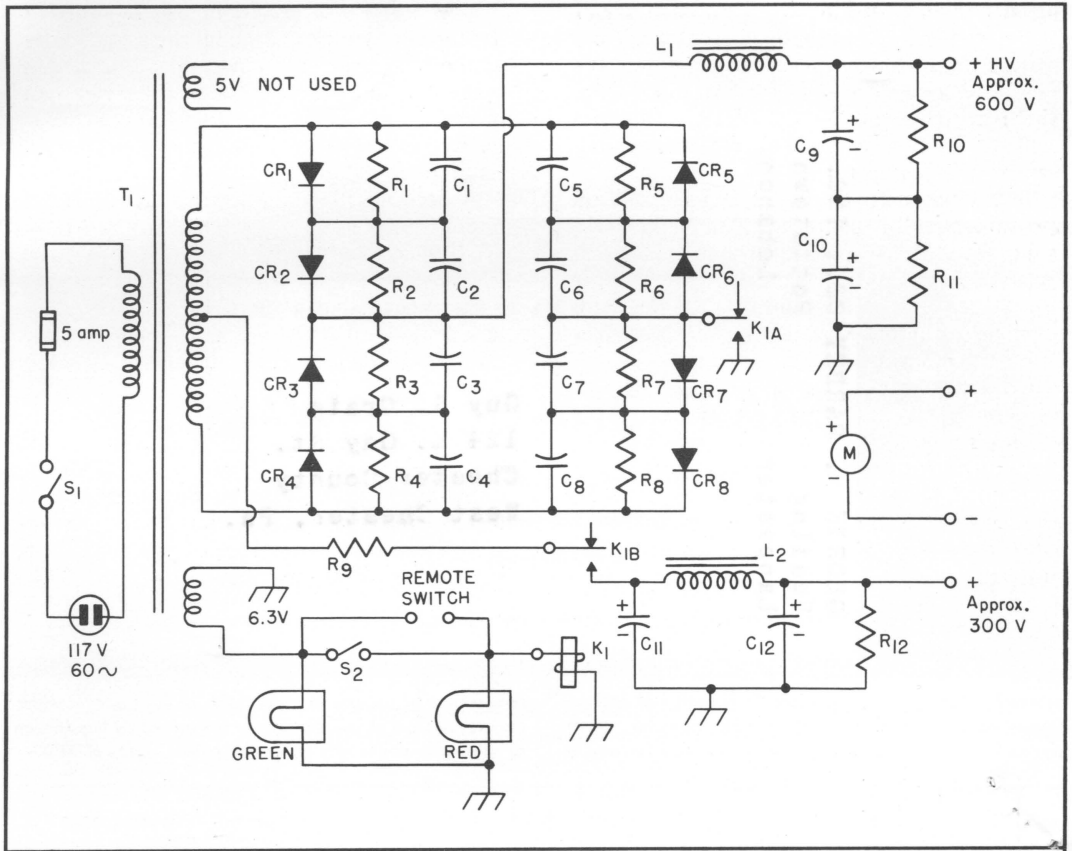 5V NOT USED
L1
+ HV
Approx.
600 V
T1
CR1
R1
C1
C5
R5
CR5
C9
+
-
R10
CR2
R2
C2
C6
R6
CR6
K1A
C10
+
-
R11
5 amp
CR3
R3
C3
C7
R7
CR7
CR4
R4
C4
C8
R8
CR8
S1
+
+
M
-
-
R9
K1B
L2
+
Approx.
300 V
6.3V
REMOTE
SWITCH
S2
K1
+
C11
-
+
C12
-
R12
117 V
60~
GREEN
RED